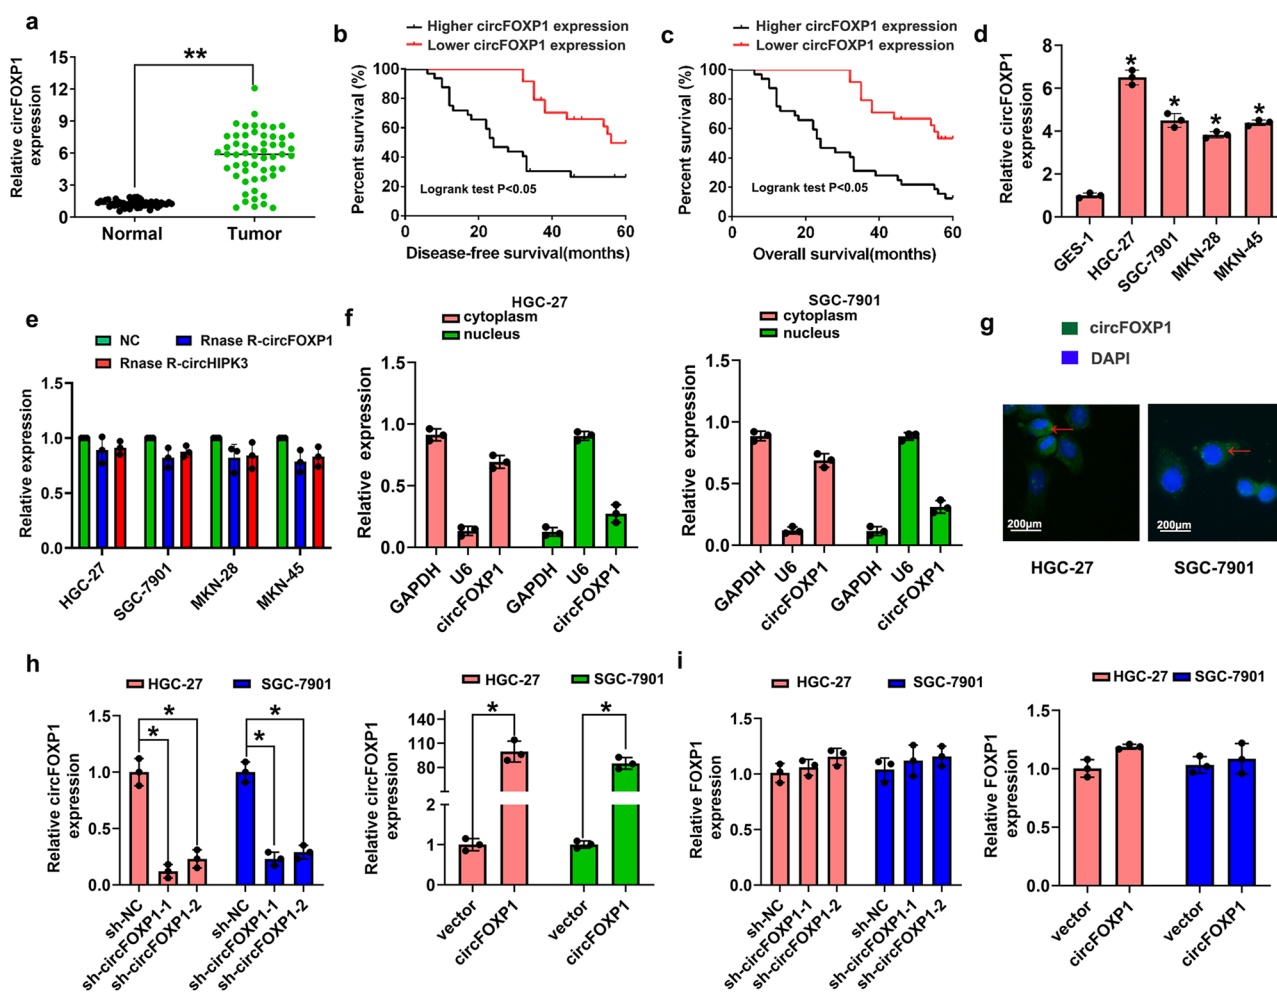 a
Relative circFOXP1
expression
15
12
9
6
3
0
**
Normal
Tumor
b
Higher circFOXP1 expression
Lower circFOXP1 expression
Percent survival (%)
100
80
60
40
20
0
Logrank test P<0.05
0
20
40
60
Disease-free survival(months)
c
Higher circFOXP1 expression
Lower circFOXP1 expression
Percent survival (%)
100
80
60
40
20
0
Logrank test P<0.05
0
20
40
60
Overall survival(months)
d
Relative circFOXP1
expression
8
6
4
2
0
*
*
*
*
GES-1
HGC-27
SGC-7901
MKN-28
MKN-45
e
NC
Rnase R-circFOXP1
Rnase R-circHIPK3
Relative expression
1.5
1.0
0.5
0.0
HGC-27
SGC-7901
MKN-28
MKN-45
f
HGC-27
cytoplasm
nucleus
Relative expression
1.5
1.0
0.5
0.0
GAPDH
U6
circFOXP1
GAPDH
U6
circFOXP1
SGC-7901
cytoplasm
nucleus
Relative expression
1.5
1.0
0.5
0.0
GAPDH
U6
circFOXP1
GAPDH
U6
circFOXP1
g
circFOXP1
DAPI
200μm
200μm
HGC-27
SGC-7901
h
HGC-27
SGC-7901
Relative circFOXP1
expression
1.5
1.0
0.5
0.0
*
*
*
*
sh-NC
sh-circFOXP1-1
sh-circFOXP1-2
sh-NC
sh-circFOXP1-1
sh-circFOXP1-2
HGC-27
SGC-7901
Relative circFOXP1
expression
140
110
80
2
1
0
*
*
vector
circFOXP1
vector
circFOXP1
i
HGC-27
SGC-7901
Relative FOXP1
expression
1.5
1.0
0.5
0.0
sh-NC
sh-circFOXP1-1
sh-circFOXP1-2
sh-NC
sh-circFOXP1-1
sh-circFOXP1-2
HGC-27
SGC-7901
Relative FOXP1
expression
1.5
1.0
0.5
0.0
vector
circFOXP1
vector
circFOXP1